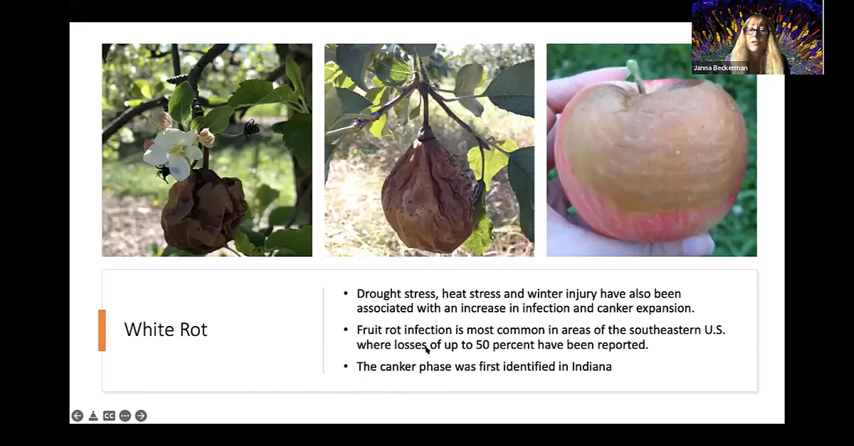 Janna Beckerman
White Rot
• Drought stress, heat stress and winter injury have also been
associated with an increase in infection and canker expansion.
• Fruit rot infection is most common in areas of the southeastern U.S.
where losses of up to 50 percent have been reported.
• The canker phase was first identified in Indiana
CC